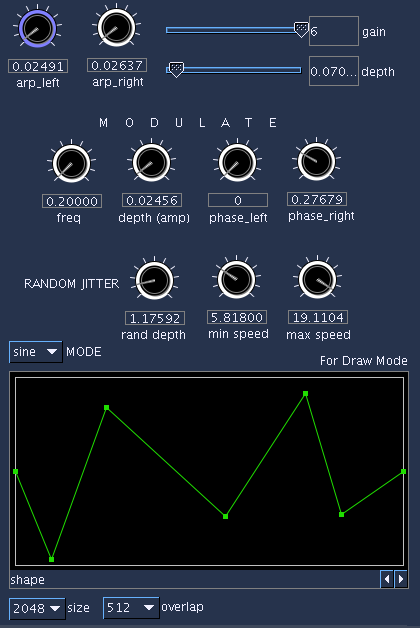 6 gain
0.02491 0.02637
arp_left arp_right
0.070... depth
M O D U L A T E
0.20000 0.02456 0 0.27679
freq depth (amp) phase_left phase_right
RANDOM JITTER
1.17592 5.81800 19.1104
rand depth min speed max speed
sine MODE
For Draw Mode
shape
2048 size 512 overlap